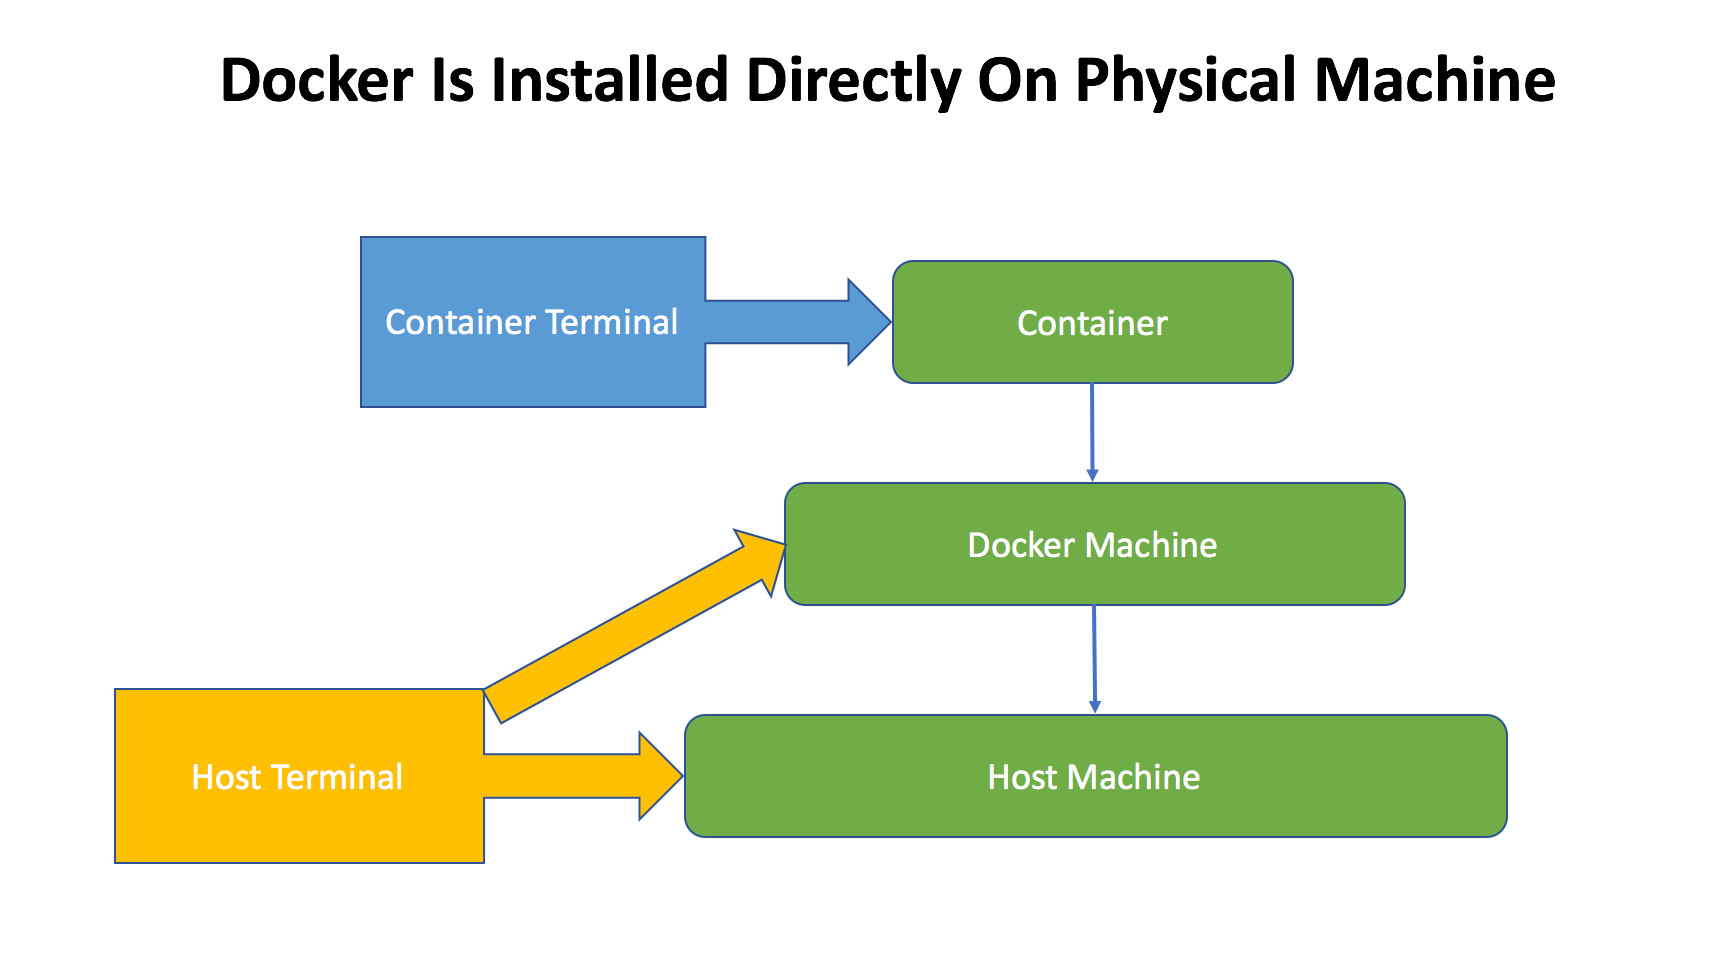 Docker Is Installed Directly On Physical Machine
Container Terminal
Container
Docker Machine
Host Terminal
Host Machine